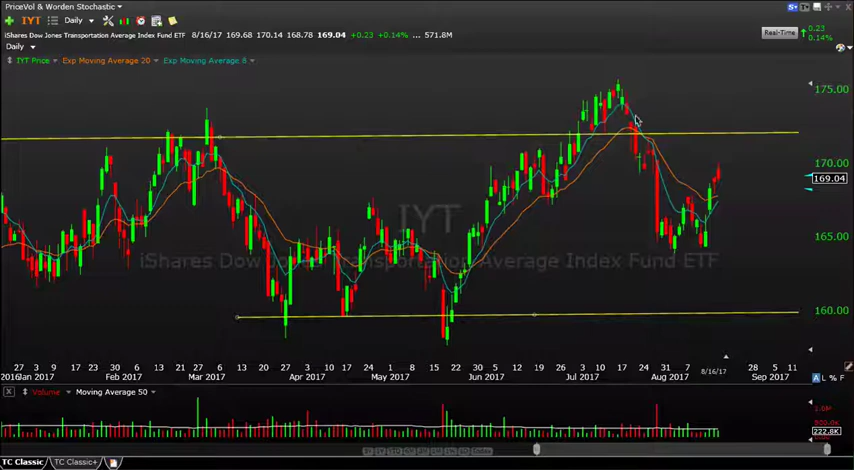 PriceVol & Worden Stochastic
IYT Daily
iShares Dow Jones Transportation Average Index Fund ETF 8/16/17 169.68 170.14 168.78 169.04 +0.23 +0.14% ... 571.8M
Real-Time 0.23
0.14%
Daily
IYT Price Exp Moving Average 20 Exp Moving Average 8
175.00
170.00
169.04
165.00
160.00
IYT
iShares Dow Jones Transportation Average Index Fund ETF
27 9 17 23 30 6 13 21 27 6 13 20 27 3 10 17 24 8 15 22 30 5 12 19 26 3 10 17 24 31 7 8/16/17 28 5 11
2016 Jan 2017 Feb 2017 Mar 2017 Apr 2017 May 2017 Jun 2017 Jul 2017 Aug 2017 Sep 2017
A L % F
X Volume Moving Average 50
500.0K
222.8K
TC Classic TC Classic+